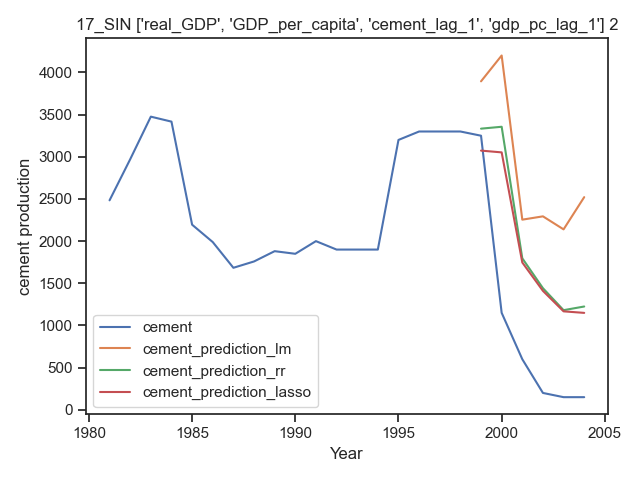 17_SIN ['real_GDP', 'GDP_per_capita', 'cement_lag_1', 'gdp_pc_lag_1'] 2
4000
3500
3000
2500
2000
1500
1000
500
0
cement production
cement
cement_prediction_lm
cement_prediction_rr
cement_prediction_lasso
1980 1985 1990 1995 2000 2005
Year